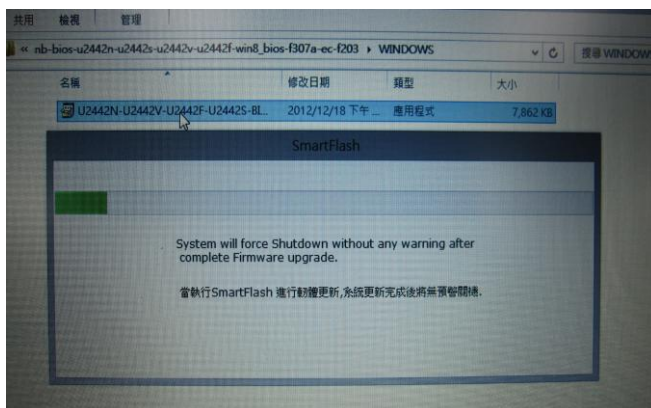 共用 檢視 管理
« nb-bios-u2442n-u2442s-u2442v-u2442f-win8_bios-f307a-ec-f203 ▸ WINDOWS 搜尋 WINDOW
名稱 修改日期 類型 大小
U2442N-U2442V-U2442F-U2442S-BI... 2012/12/18 下午 ... 應用程式 7,862 KB
SmartFlash
System will force Shutdown without any warning after
complete Firmware upgrade.
當執行SmartFlash 進行韌體更新,系統更新完成後將無預警關機.